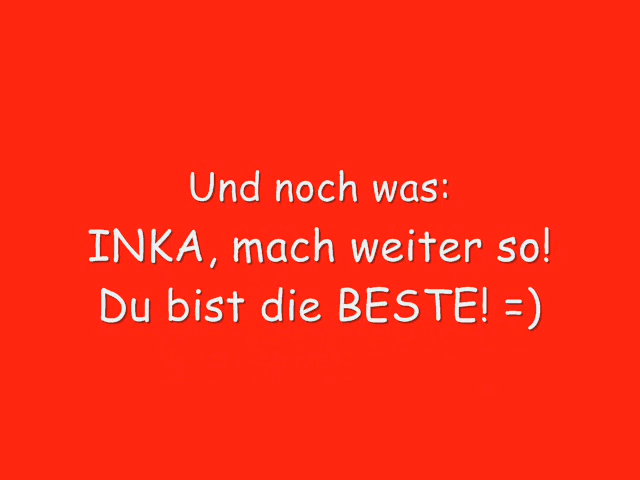 Und noch was:
INKA, mach weiter so!
Du bist die BESTE! =)